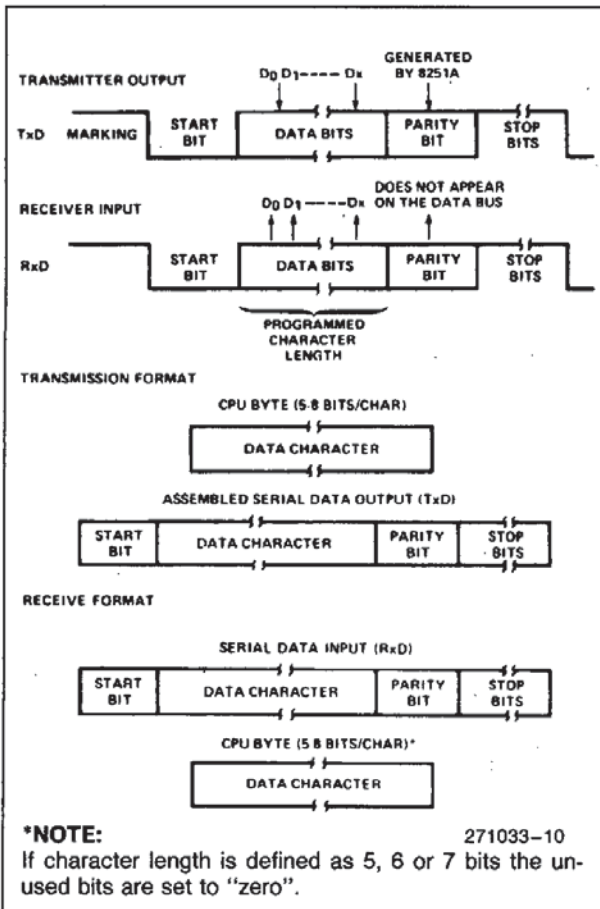 GENERATED
BY 8251A
TRANSMITTER OUTPUT
D0 D1 ---- Dx
TxD MARKING START BIT DATA BITS PARITY BIT STOP BITS
RECEIVER INPUT
D0 D1 ---- Dx
DOES NOT APPEAR
ON THE DATA BUS
RxD START BIT DATA BITS PARITY BIT STOP BITS
PROGRAMMED
CHARACTER
LENGTH
TRANSMISSION FORMAT
CPU BYTE (5-8 BITS/CHAR)
DATA CHARACTER
ASSEMBLED SERIAL DATA OUTPUT (TxD)
START BIT DATA CHARACTER PARITY BIT STOP BITS
RECEIVE FORMAT
SERIAL DATA INPUT (RxD)
START BIT DATA CHARACTER PARITY BIT STOP BITS
CPU BYTE (5-8 BITS/CHAR)*
DATA CHARACTER
*NOTE: 271033-10
If character length is defined as 5, 6 or 7 bits the un-
used bits are set to "zero".